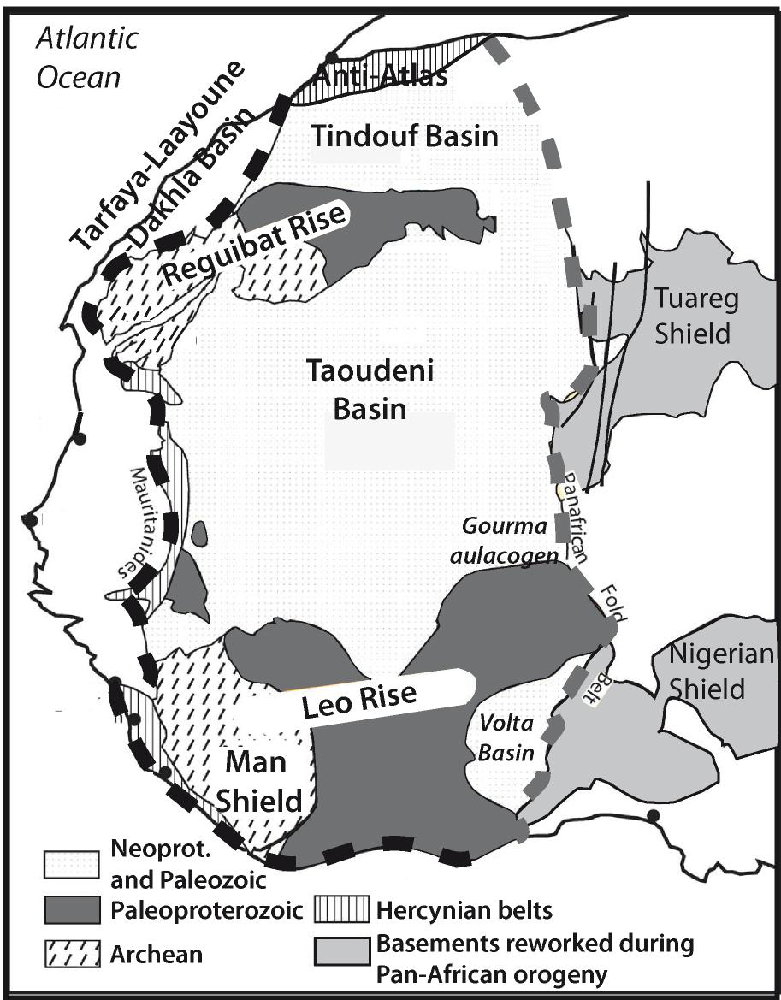 Atlantic
Ocean
Anti-Atlas
Tarfaya-Laayoune
-Dakhla Basin
Tindouf Basin
Reguibat Rise
Tuareg
Shield
Taoudeni
Basin
Mauritanides
Gourma
aulacogen
Panafrican
Fold
Belt
Nigerian
Shield
Leo Rise
Volta
Basin
Man
Shield
Neoprot.
and Paleozoic
Paleoproterozoic
Hercynian belts
Archean
Basements reworked during
Pan-African orogeny